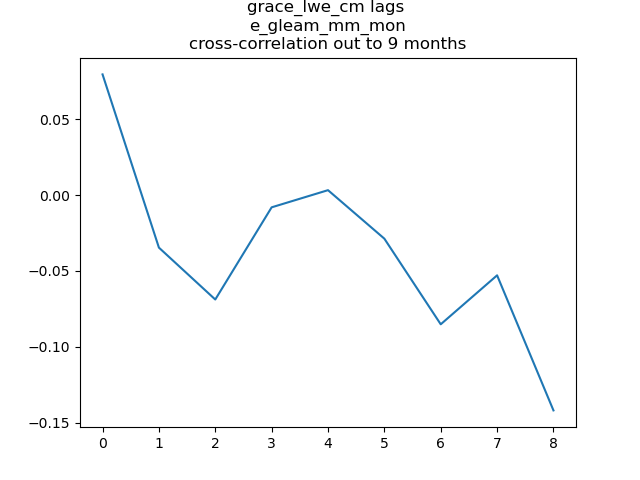 grace_lwe_cm lags
e_gleam_mm_mon
cross-correlation out to 9 months
0.05
0.00
−0.05
−0.10
−0.15
0 1 2 3 4 5 6 7 8